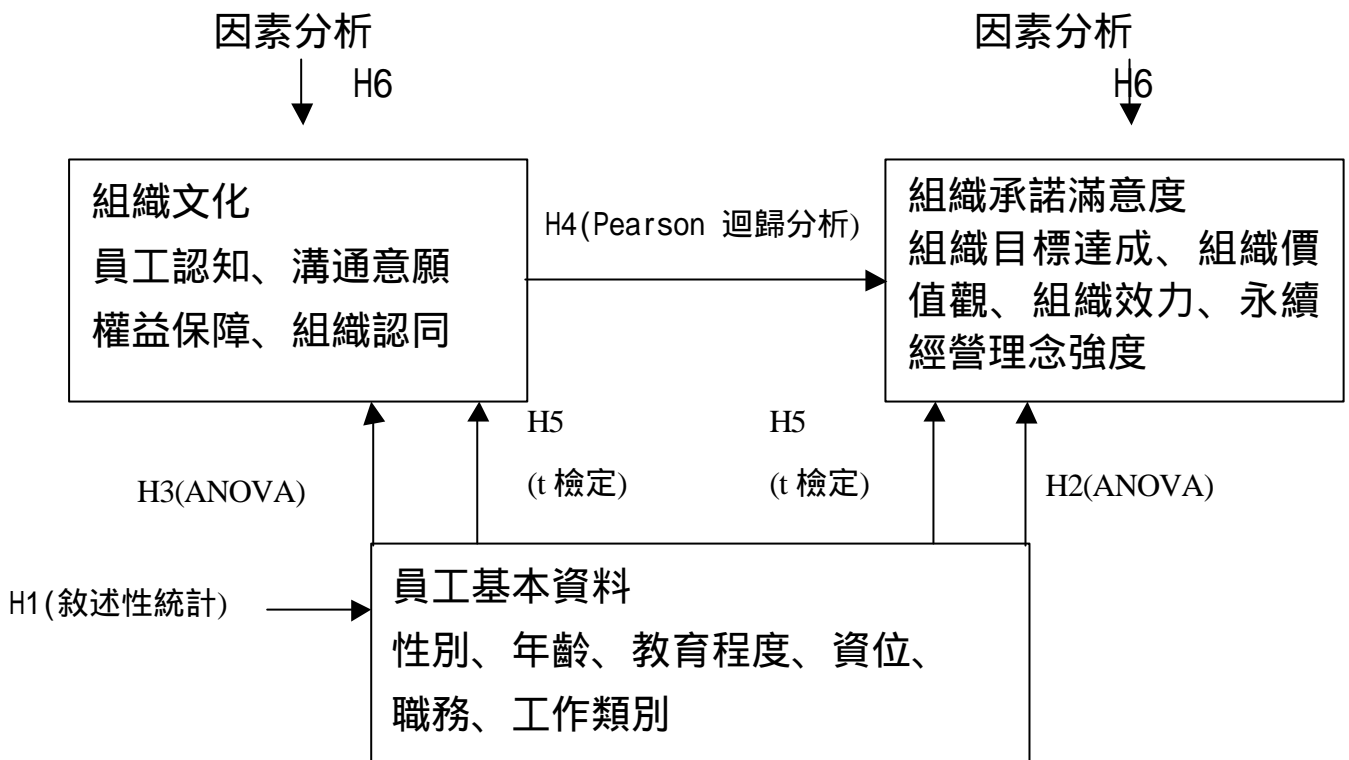 因素分析
H6
因素分析
H6
組織文化
員工認知、溝通意願
權益保障、組織認同
H4(Pearson 迴歸分析)
組織承諾滿意度
組織目標達成、組織價
值觀、組織效力、永續
經營理念強度
H3(ANOVA)
H5
(t 檢定)
H5
(t 檢定)
H2(ANOVA)
H1(敘述性統計)
員工基本資料
性別、年齡、教育程度、資位、
職務、工作類別